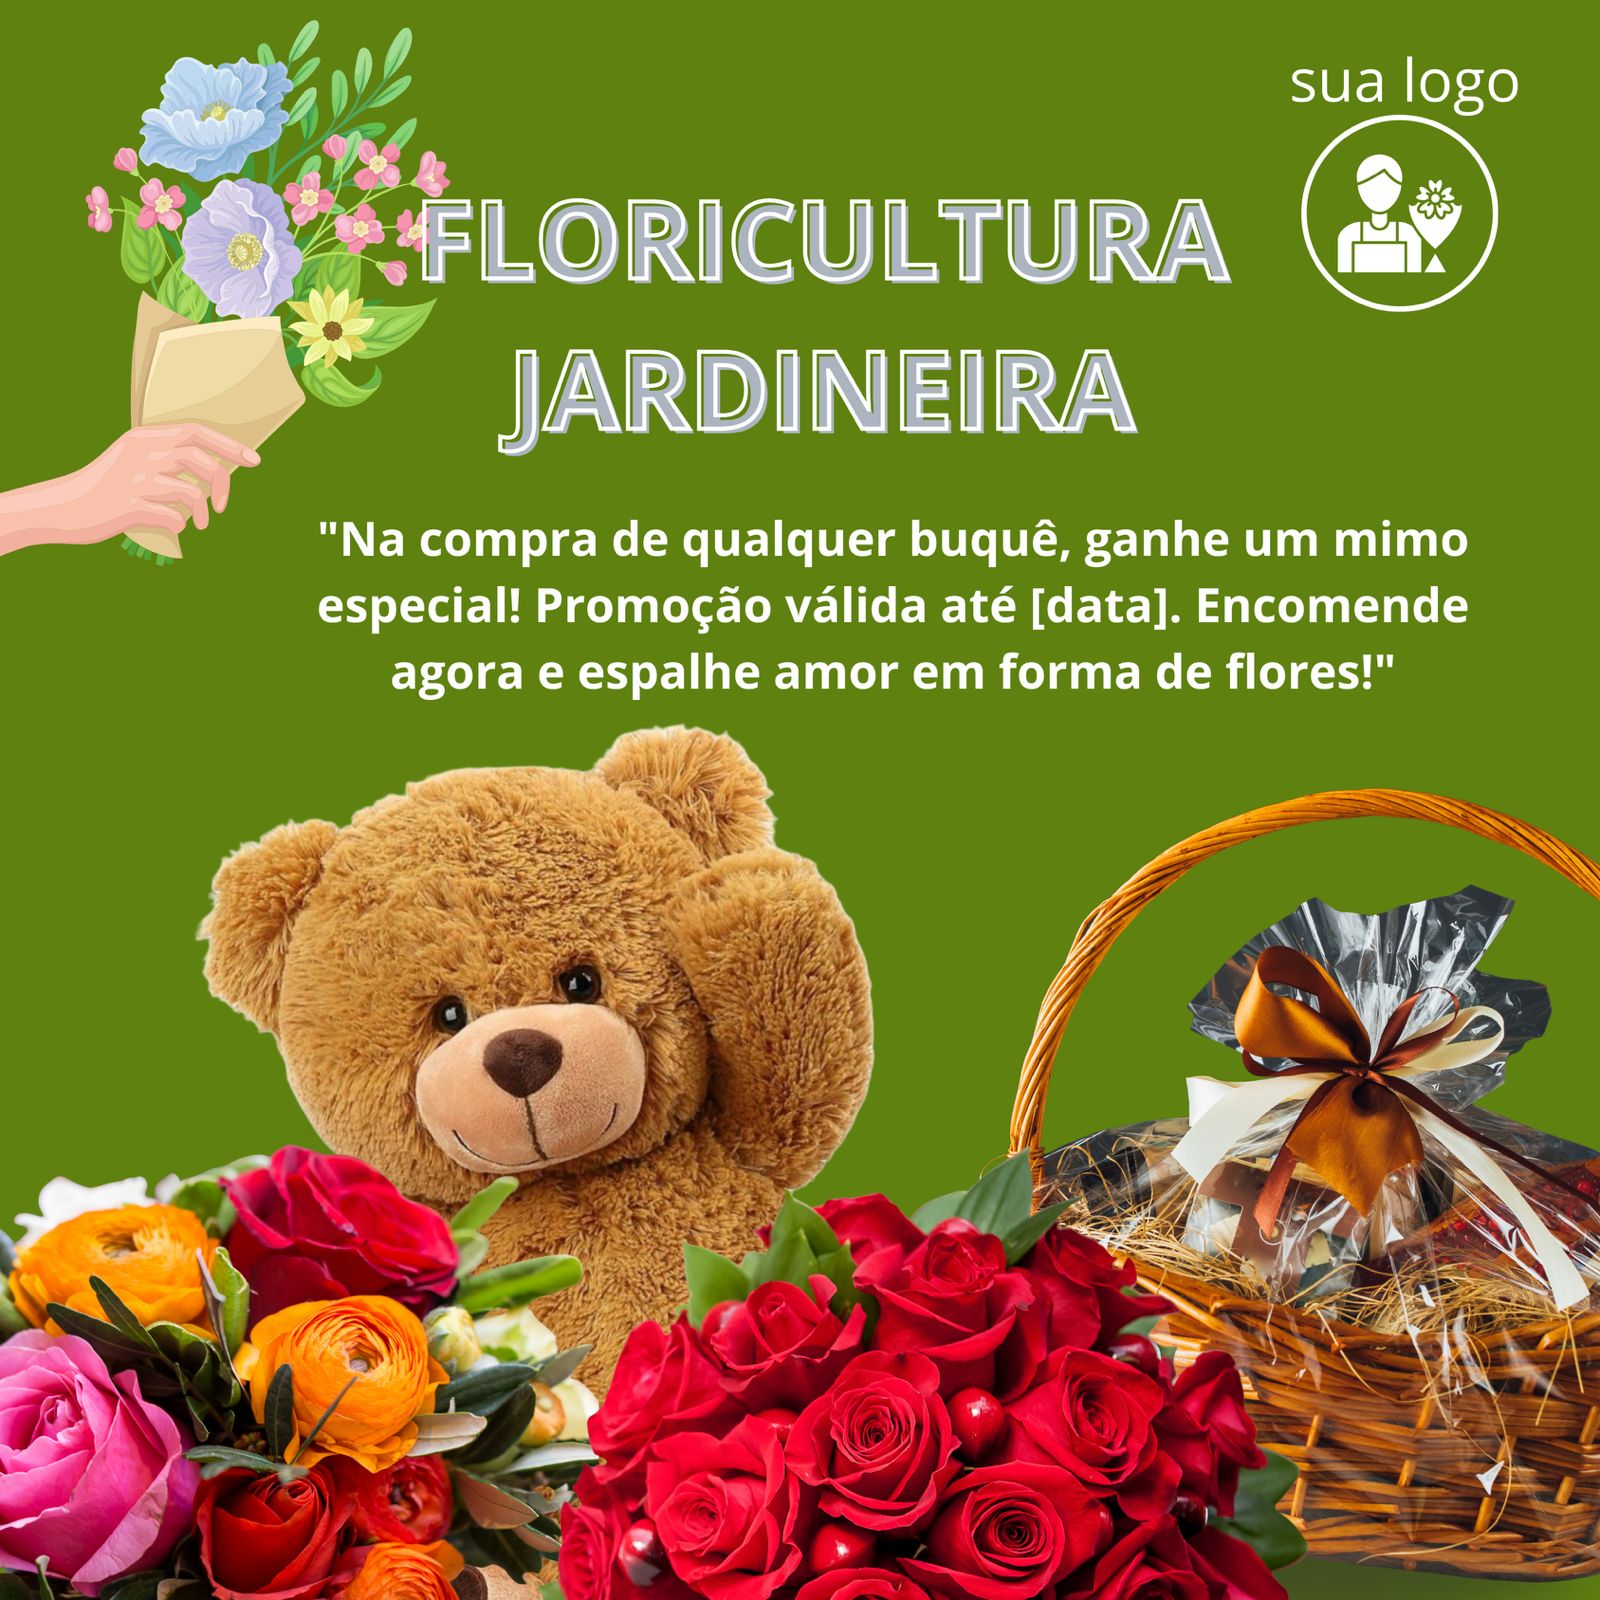 sua logo
FLORICULTURA
JARDINEIRA
"Na compra de qualquer buquê, ganhe um mimo
especial! Promoção válida até [data]. Encomende
agora e espalhe amor em forma de flores!"